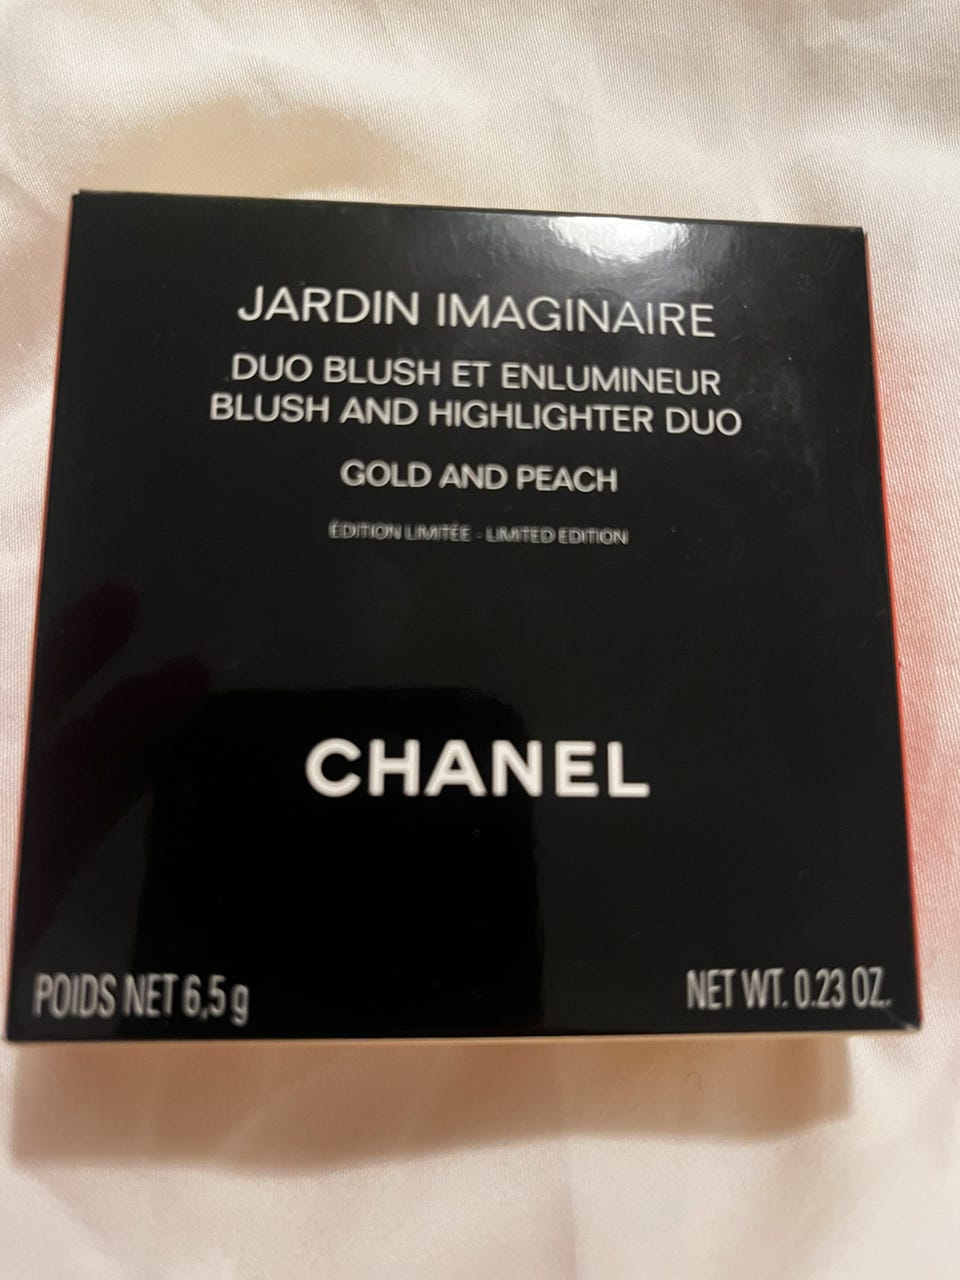 JARDIN IMAGINAIRE
DUO BLUSH ET ENLUMINEUR
BLUSH AND HIGHLIGHTER DUO
GOLD AND PEACH
ÉDITION LIMITÉE - LIMITED EDITION
CHANEL
POIDS NET 6,5 g
NET WT. 0.23 OZ.